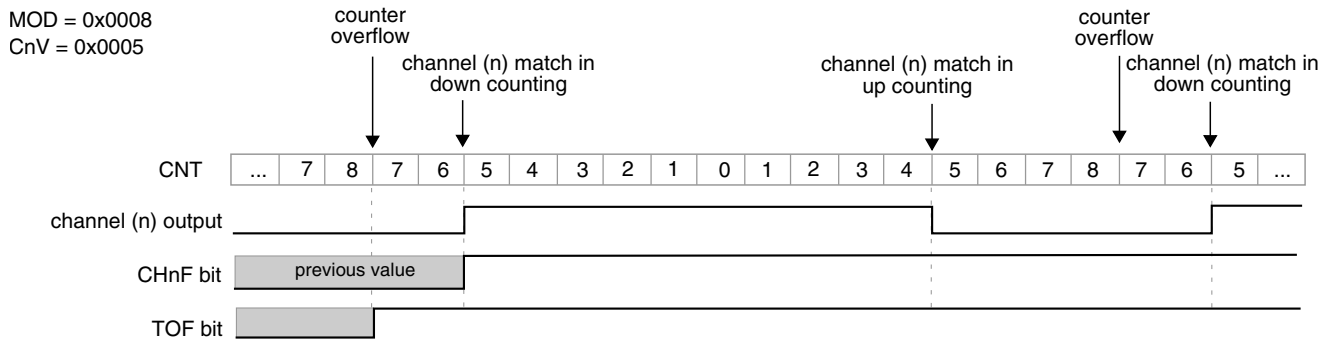 MOD = 0x0008
CnV = 0x0005
counter
overflow
channel (n) match in
down counting
channel (n) match in
up counting
counter
overflow
channel (n) match in
down counting
CNT ... 7 8 7 6 5 4 3 2 1 0 1 2 3 4 5 6 7 8 7 6 5 ...
channel (n) output
CHnF bit previous value
TOF bit